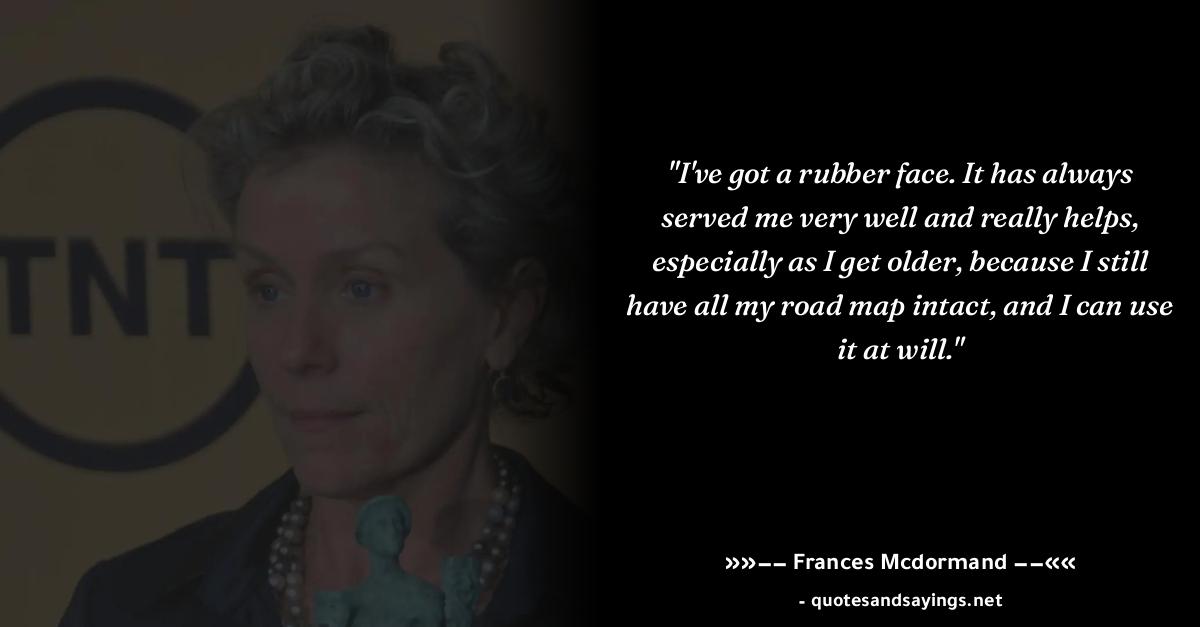 TNT
"I've got a rubber face. It has always
served me very well and really helps,
especially as I get older, because I still
have all my road map intact, and I can use
it at will."
»»−− Frances Mcdormand −−««
- quotesandsayings.net